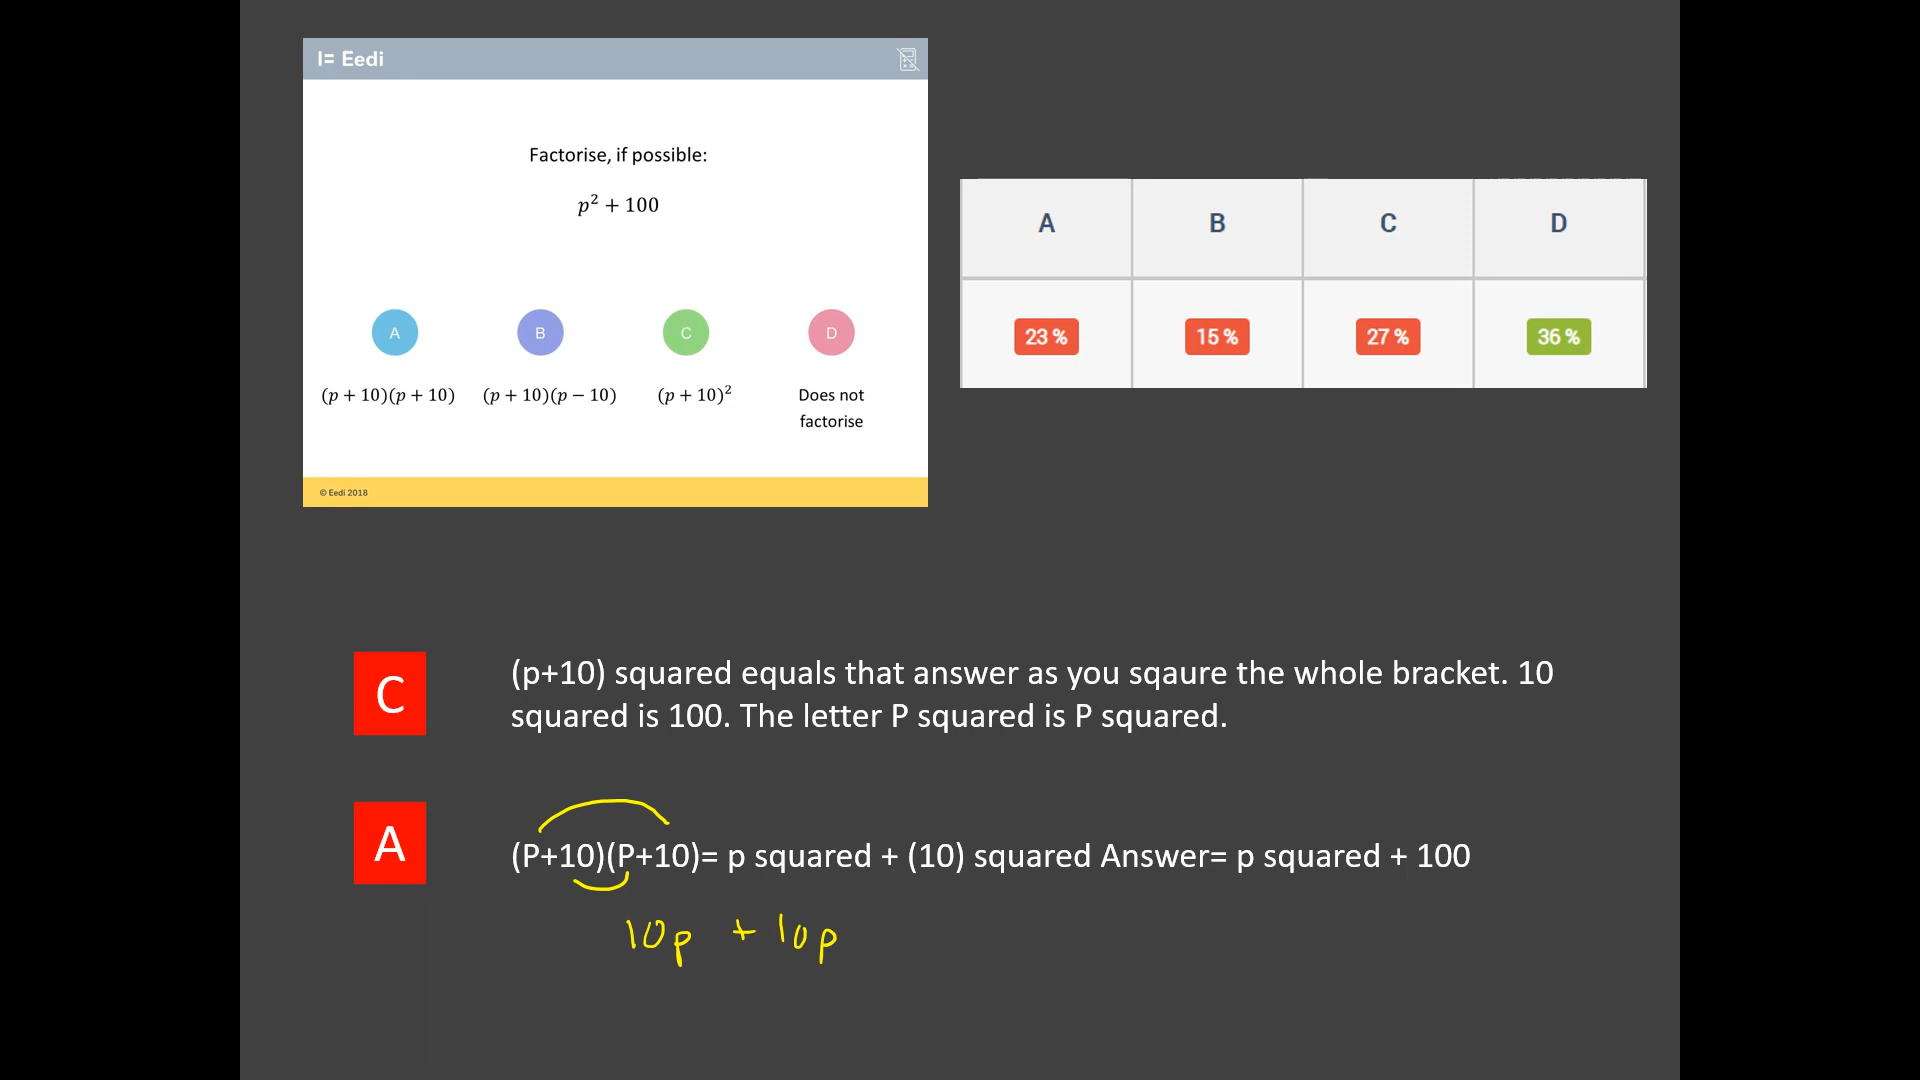 I= Eedi
Factorise, if possible:
p² + 100
A B C D
(p + 10)(p + 10) (p + 10)(p − 10) (p + 10)² Does not
factorise
© Eedi 2018
A B C D
23 % 15 % 27 % 36 %
C
(p+10) squared equals that answer as you sqaure the whole bracket. 10
squared is 100. The letter P squared is P squared.
A
(P+10)(P+10)= p squared + (10) squared Answer= p squared + 100
10p + 10p